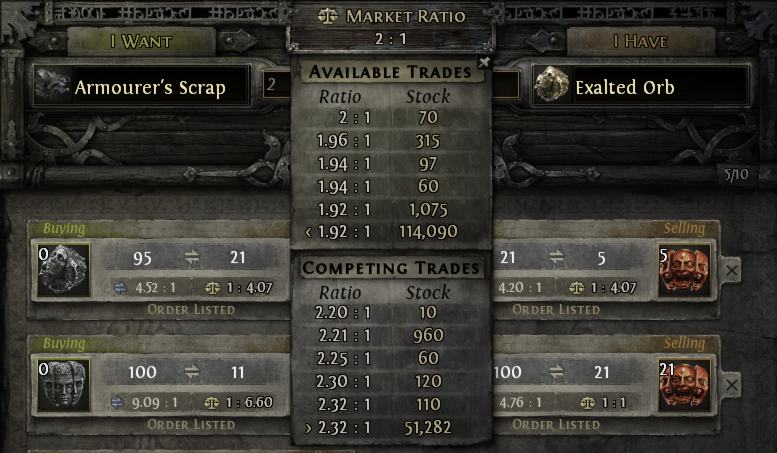 MARKET RATIO
I WANT
I HAVE
2 : 1
Armourer's Scrap
2
Exalted Orb
AVAILABLE TRADES
Ratio Stock
2 : 1 70
1.96 : 1 315
1.94 : 1 97
1.94 : 1 60
1.92 : 1 1,075
< 1.92 : 1 114,090
5/10
COMPETING TRADES
Ratio Stock
2.20 : 1 10
2.21 : 1 960
2.25 : 1 60
2.30 : 1 120
2.32 : 1 110
> 2.32 : 1 51,282
Buying
0
95 21
4.52 : 1 1 : 4.07
ORDER LISTED
Selling
21 5
5
4.20 : 1 1 : 4.07
ORDER LISTED
Buying
0
100 11
9.09 : 1 1 : 6.60
ORDER LISTED
Selling
100 21
21
4.76 : 1 1 : 1
ORDER LISTED